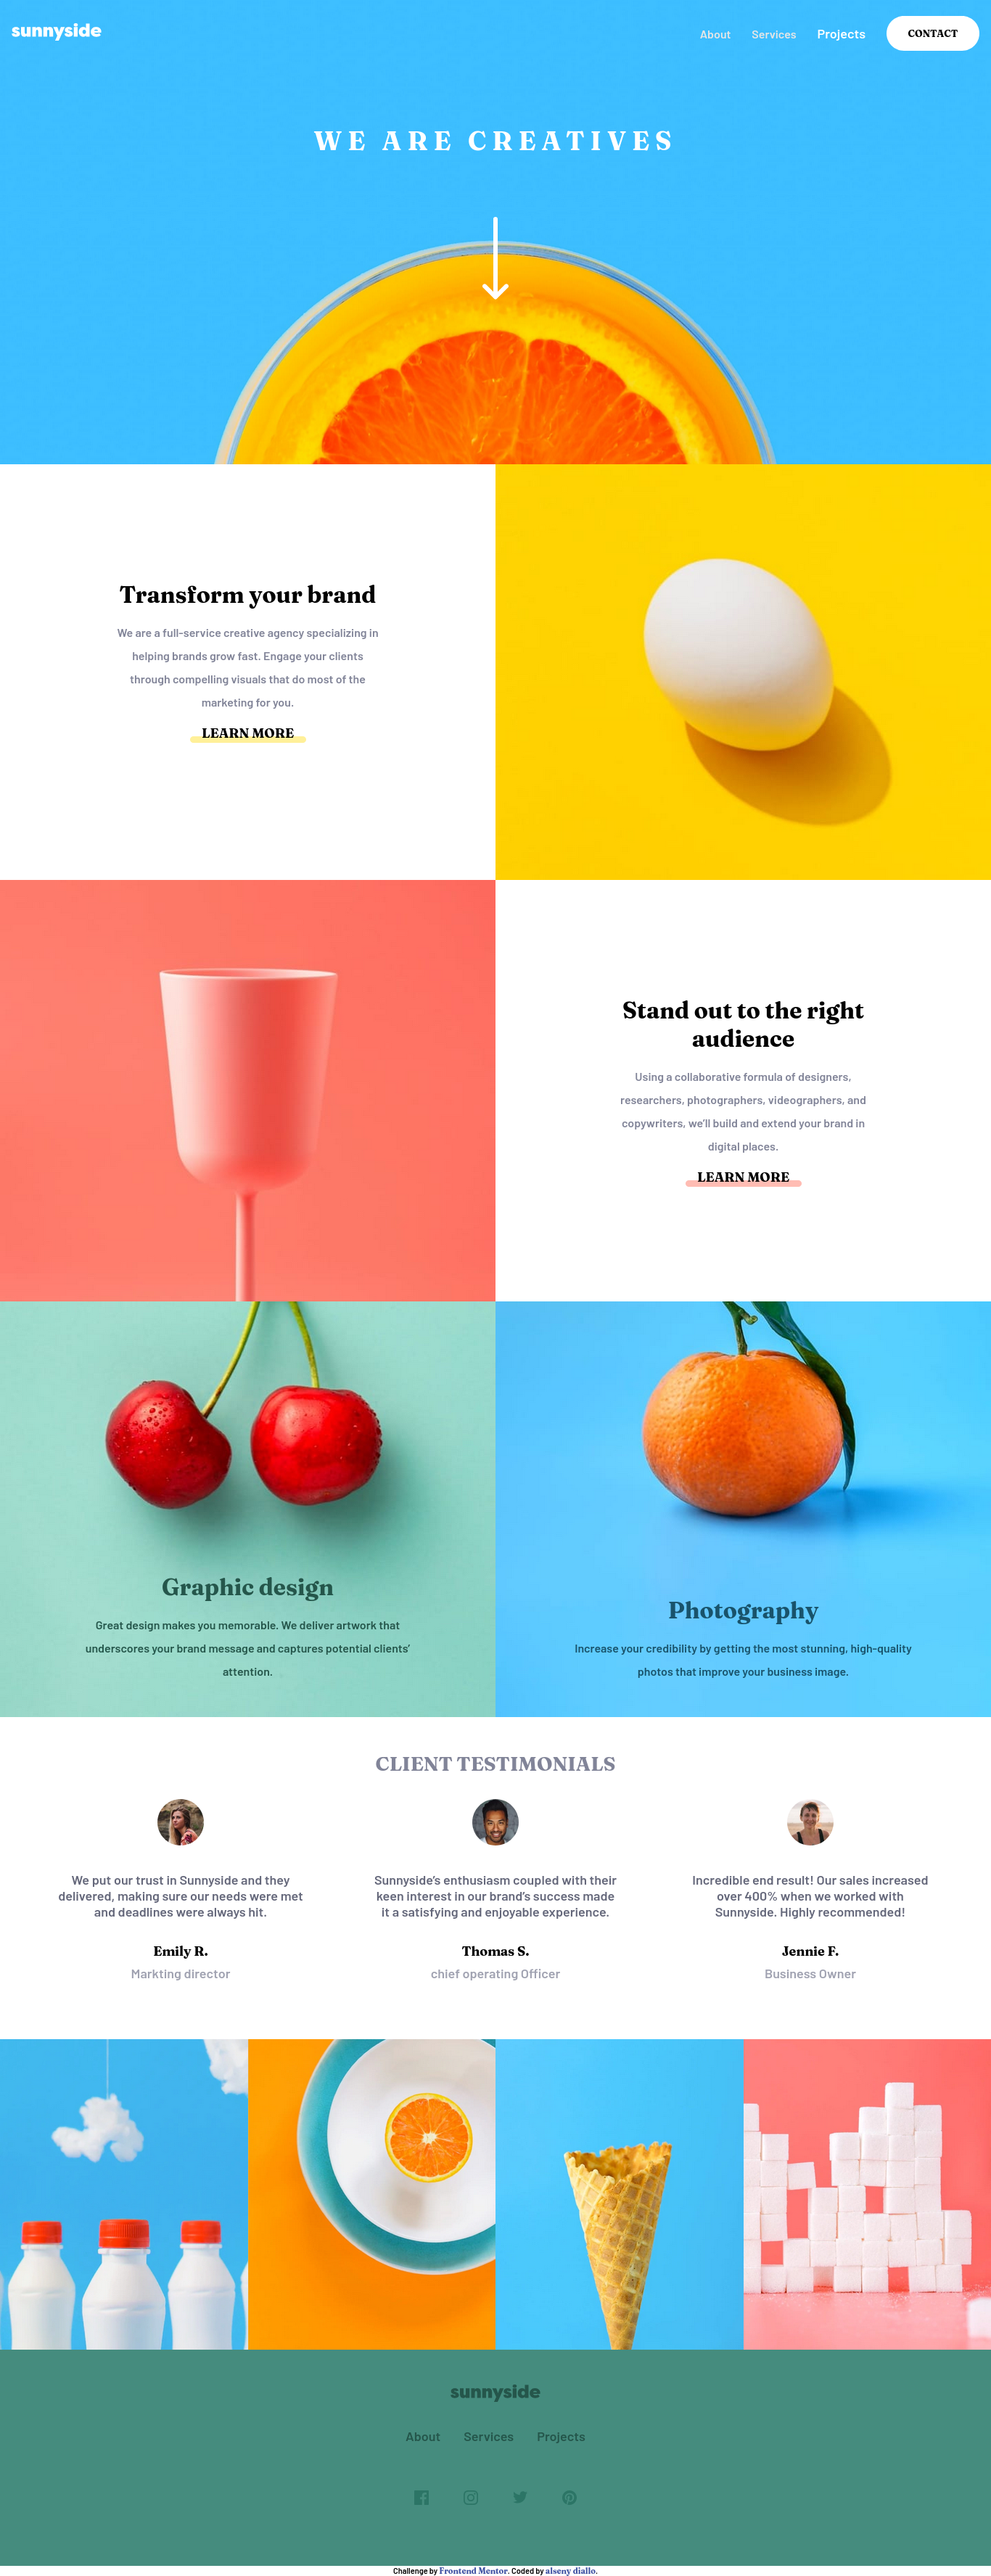 sunnyside
About Services Projects CONTACT
WE ARE CREATIVES
Transform your brand
We are a full-service creative agency specializing in
helping brands grow fast. Engage your clients
through compelling visuals that do most of the
marketing for you.
LEARN MORE
Stand out to the right
audience
Using a collaborative formula of designers,
researchers, photographers, videographers, and
copywriters, we'll build and extend your brand in
digital places.
LEARN MORE
Graphic design
Great design makes you memorable. We deliver artwork that
underscores your brand message and captures potential clients'
attention.
Photography
Increase your credibility by getting the most stunning, high-quality
photos that improve your business image.
CLIENT TESTIMONIALS
We put our trust in Sunnyside and they
delivered, making sure our needs were met
and deadlines were always hit.
Emily R.
Markting director
Sunnyside's enthusiasm coupled with their
keen interest in our brand's success made
it a satisfying and enjoyable experience.
Thomas S.
chief operating Officer
Incredible end result! Our sales increased
over 400% when we worked with
Sunnyside. Highly recommended!
Jennie F.
Business Owner
sunnyside
About Services Projects
Challenge by Frontend Mentor. Coded by alseny diallo.